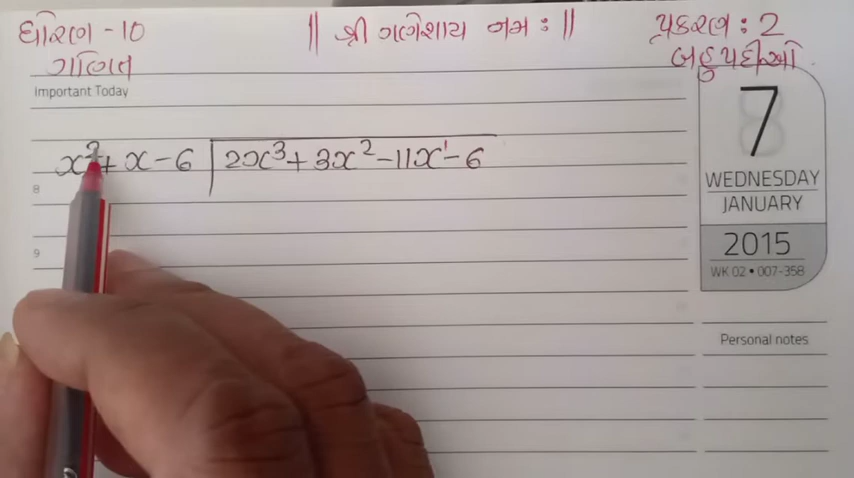 ધોરણ - 10
ગણિત
|| શ્રી ગણેશાય નમઃ ||
પ્રકરણ : 2
બહુપદીઓ
Important Today
x² + x - 6 | 2x³ + 3x² - 11x¹ - 6
8
9
7
WEDNESDAY
JANUARY
2015
WK 02 • 007-358
Personal notes